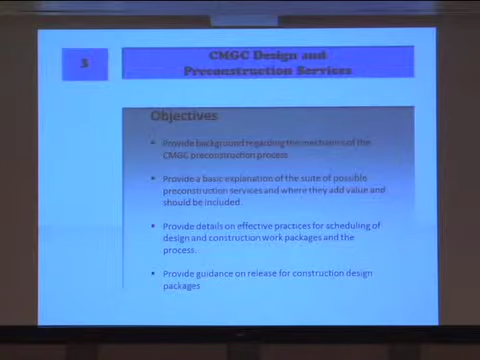 3
CMGC Design and
Preconstruction Services
Objectives
▪ Provide background regarding the mechanics of the
CMGC preconstruction process
▪ Provide a basic explanation of the suite of possible
preconstruction services and where they add value and
should be included.
▪ Provide details on effective practices for scheduling of
design and construction work packages and the
process.
▪ Provide guidance on release for construction design
packages